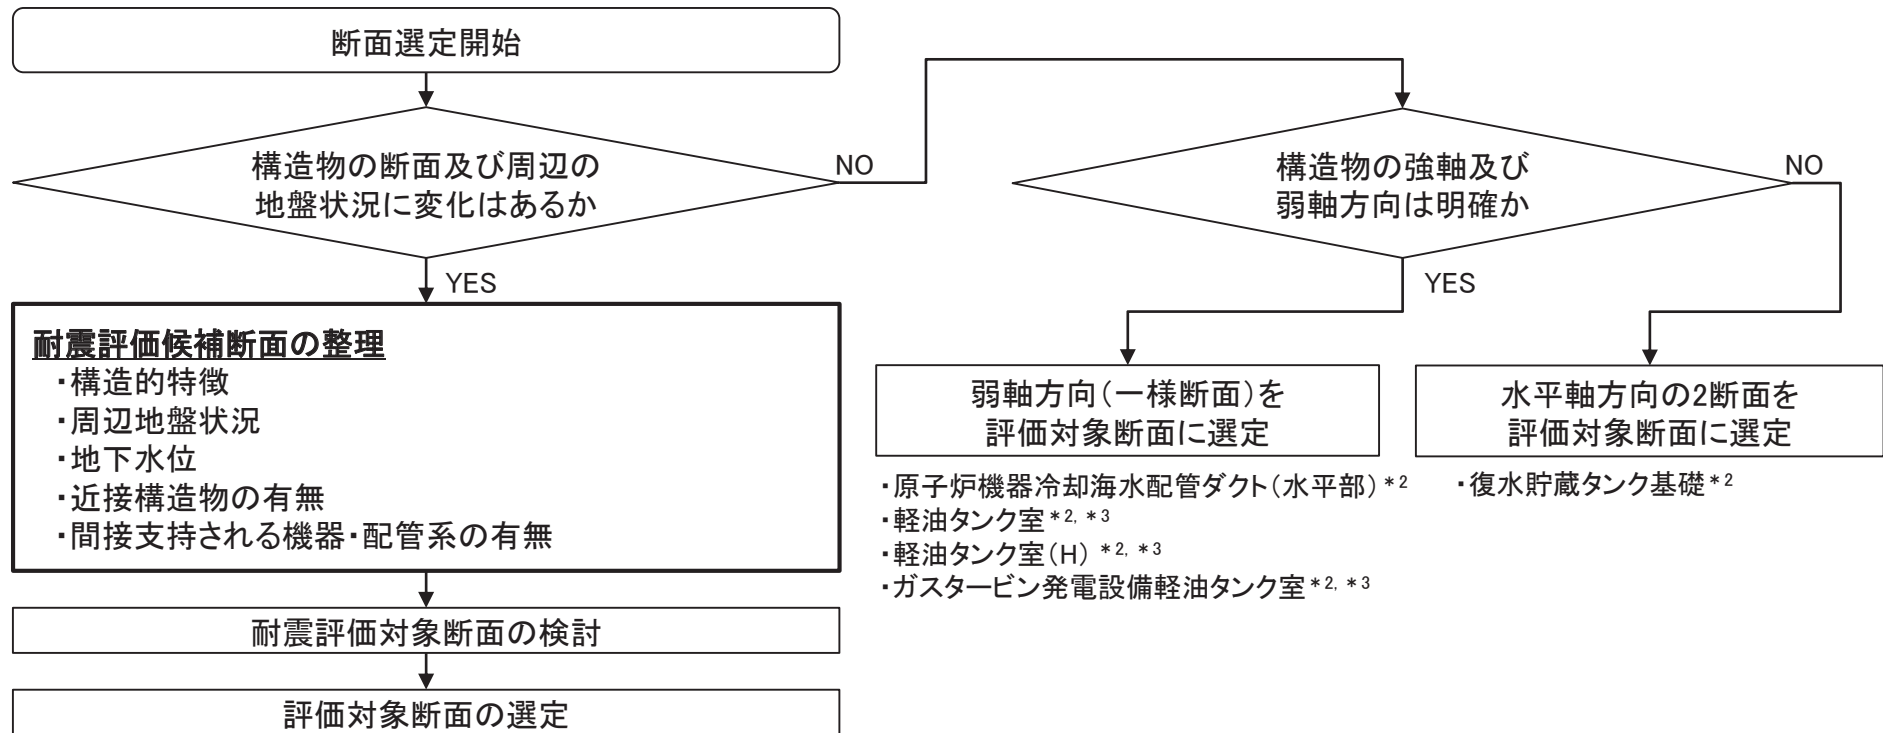 断面選定開始
構造物の断面及び周辺の
地盤状況に変化はあるか
NO
YES
耐震評価候補断面の整理
・構造的特徴
・周辺地盤状況
・地下水位
・近接構造物の有無
・間接支持される機器・配管系の有無
耐震評価対象断面の検討
評価対象断面の選定
構造物の強軸及び
弱軸方向は明確か
NO
YES
弱軸方向(一様断面)を
評価対象断面に選定
・原子炉機器冷却海水配管ダクト(水平部)*2
・軽油タンク室*2, *3
・軽油タンク室(H) *2, *3
・ガスタービン発電設備軽油タンク室*2, *3
水平軸方向の2断面を
評価対象断面に選定
・復水貯蔵タンク基礎*2